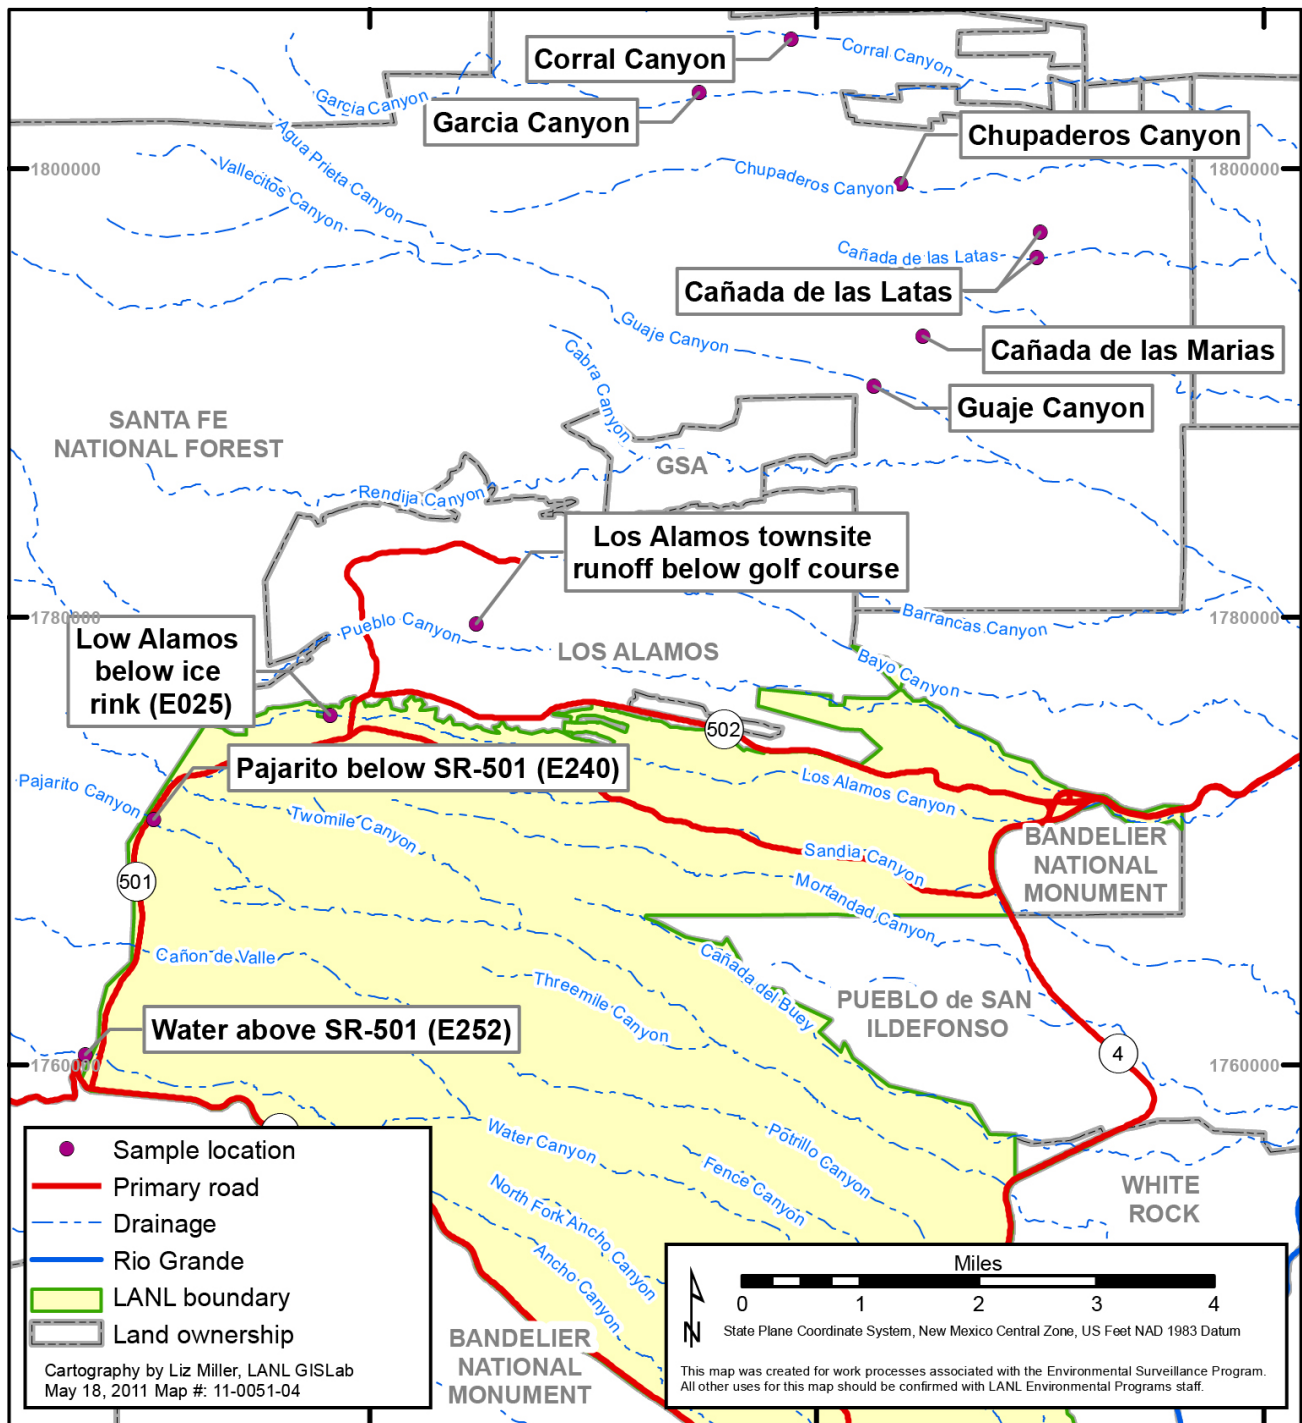 Corral Canyon
Corral Canyon
Garcia Canyon
Garcia Canyon
Chupaderos Canyon
Agua Prieta Canyon
Vallecitos Canyon
1800000
1800000
Chupaderos Canyon
Cañada de las Latas
Cañada de las Latas
Guaje Canyon
Cañada de las Marias
Cabra Canyon
Guaje Canyon
SANTA FE
NATIONAL FOREST
GSA
Rendija Canyon
Los Alamos townsite
runoff below golf course
1780000
1780000
Barrancas Canyon
Pueblo Canyon
Low Alamos
below ice
rink (E025)
LOS ALAMOS
Bayo Canyon
502
Pajarito below SR-501 (E240)
Pajarito Canyon
Los Alamos Canyon
Twomile Canyon
Sandia Canyon
BANDELIER
NATIONAL
MONUMENT
501
Mortandad Canyon
Cañon de Valle
Cañada del Buey
Threemile Canyon
PUEBLO de SAN
ILDEFONSO
Water above SR-501 (E252)
4
1760000
1760000
Water Canyon
Potrillo Canyon
Fence Canyon
North Fork Ancho Canyon
Ancho Canyon
WHITE
ROCK
BANDELIER
NATIONAL
MONUMENT
Sample location
Primary road
Drainage
Rio Grande
LANL boundary
Land ownership
Cartography by Liz Miller, LANL GISLab
May 18, 2011 Map #: 11-0051-04
Miles
0 1 2 3 4
N
State Plane Coordinate System, New Mexico Central Zone, US Feet NAD 1983 Datum
This map was created for work processes associated with the Environmental Surveillance Program.
All other uses for this map should be confirmed with LANL Environmental Programs staff.